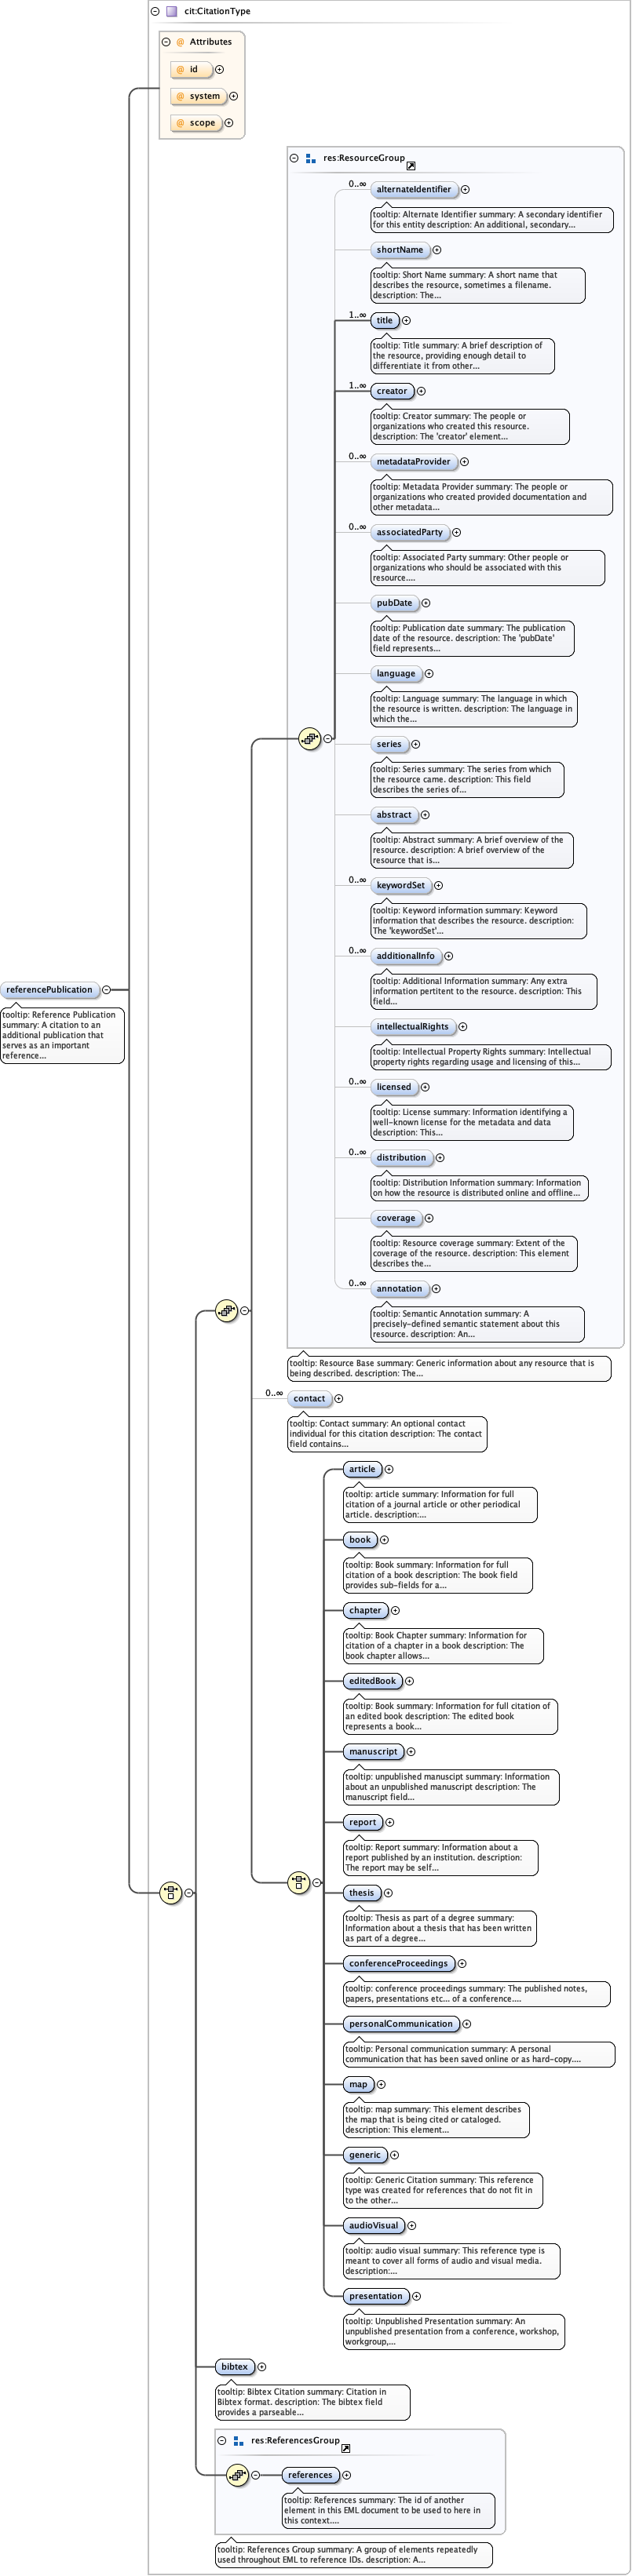 cit:CitationType
@ Attributes
@ id
@ system
@ scope
res:ResourceGroup
0..∞
alternateIdentifier
tooltip: Alternate Identifier summary: A secondary identifier
for this entity description: An additional, secondary...
shortName
tooltip: Short Name summary: A short name that
describes the resource, sometimes a filename.
description: The...
1..∞
title
tooltip: Title summary: A brief description of
the resource, providing enough detail to
differentiate it from other...
1..∞
creator
tooltip: Creator summary: The people or
organizations who created this resource.
description: The 'creator' element...
0..∞
metadataProvider
tooltip: Metadata Provider summary: The people or
organizations who created provided documentation and
other metadata...
0..∞
associatedParty
tooltip: Associated Party summary: Other people or
organizations who should be associated with this
resource....
pubDate
tooltip: Publication date summary: The publication
date of the resource. description: The 'pubDate'
field represents...
language
tooltip: Language summary: The language in which
the resource is written. description: The language in
which the...
series
tooltip: Series summary: The series from which
the resource came. description: This field
describes the series of...
abstract
tooltip: Abstract summary: A brief overview of the
resource. description: A brief overview of the
resource that is...
0..∞
keywordSet
tooltip: Keyword information summary: Keyword
information that describes the resource. description:
The 'keywordSet'...
0..∞
additionalInfo
tooltip: Additional Information summary: Any extra
information pertitent to the resource. description: This
field...
referencePublication
tooltip: Reference Publication
summary: A citation to an
additional publication that
serves as an important
reference...
intellectualRights
tooltip: Intellectual Property Rights summary: Intellectual
property rights regarding usage and licensing of this...
0..∞
licensed
tooltip: License summary: Information identifying a
well-known license for the metadata and data
description: This...
0..∞
distribution
tooltip: Distribution Information summary: Information
on how the resource is distributed online and offline...
coverage
tooltip: Resource coverage summary: Extent of the
coverage of the resource. description: This element
describes the...
0..∞
annotation
tooltip: Semantic Annotation summary: A
precisely-defined semantic statement about this
resource. description: An...
tooltip: Resource Base summary: Generic information about any resource that is
being described. description: The...
0..∞
contact
tooltip: Contact summary: An optional contact
individual for this citation description: The contact
field contains...
article
tooltip: article summary: Information for full
citation of a journal article or other periodical
article. description:...
book
tooltip: Book summary: Information for full
citation of a book description: The book field
provides sub-fields for a...
chapter
tooltip: Book Chapter summary: Information for
citation of a chapter in a book description: The
book chapter allows...
editedBook
tooltip: Book summary: Information for full citation of
an edited book description: The edited book
represents a book...
manuscript
tooltip: unpublished manuscipt summary: Information
about an unpublished manuscript description: The
manuscript field...
report
tooltip: Report summary: Information about a
report published by an institution. description:
The report may be self...
thesis
tooltip: Thesis as part of a degree summary:
Information about a thesis that has been written
as part of a degree...
conferenceProceedings
tooltip: conference proceedings summary: The published notes,
papers, presentations etc... of a conference....
personalCommunication
tooltip: Personal communication summary: A personal
communication that has been saved online or as hard-copy....
map
tooltip: map summary: This element describes
the map that is being cited or cataloged.
description: This element...
generic
tooltip: Generic Citation summary: This reference
type was created for references that do not fit in
to the other...
audioVisual
tooltip: audio visual summary: This reference type is
meant to cover all forms of audio and visual media.
description:...
presentation
tooltip: Unpublished Presentation summary: An
unpublished presentation from a conference, workshop,
workgroup,...
bibtex
tooltip: Bibtex Citation summary: Citation in
Bibtex format. description: The bibtex field
provides a parseable...
res:ReferencesGroup
references
tooltip: References summary: The id of another
element in this EML document to be used to here in
this context....
tooltip: References Group summary: A group of elements repeatedly
used throughout EML to reference IDs. description: A...